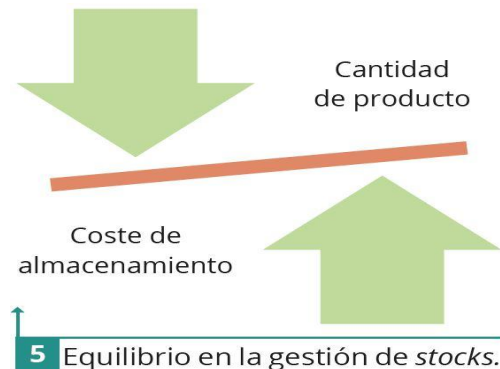 Cantidad
de producto
Coste de
almacenamiento
5 Equilibrio en la gestión de stocks.